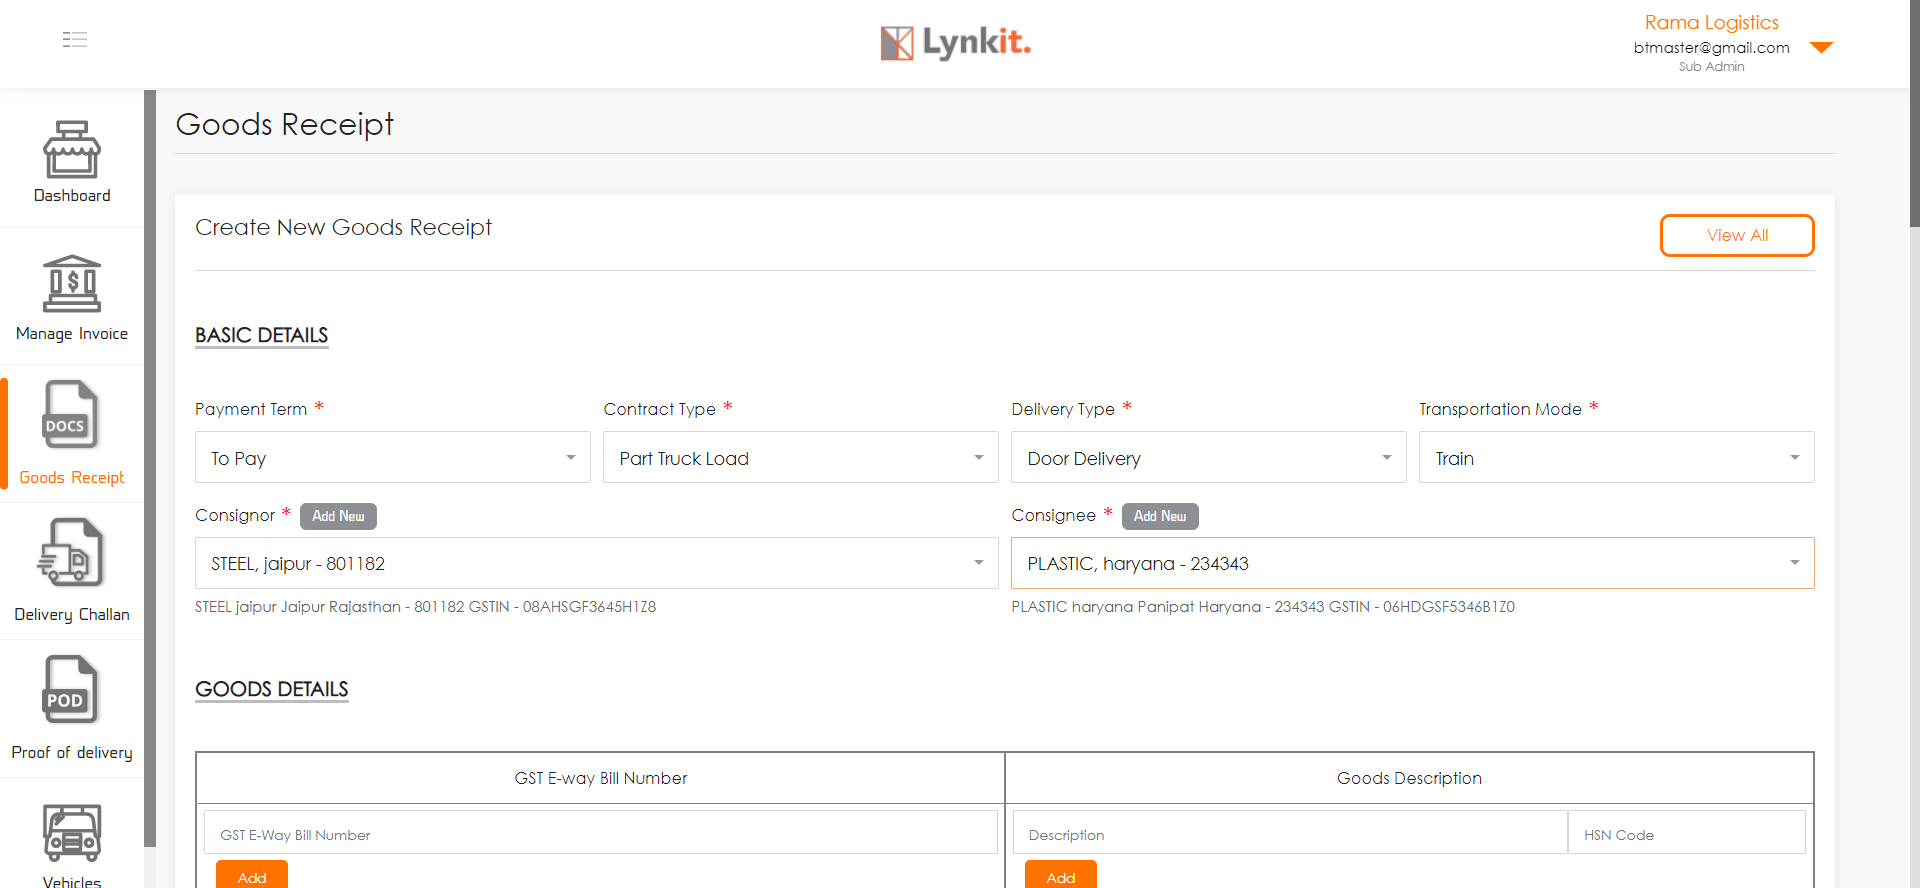 Lynkit.
Rama Logistics
btmaster@gmail.com
Sub Admin
Dashboard
Manage Invoice
DOCS
Goods Receipt
Delivery Challan
POD
Proof of delivery
Vehicles
Goods Receipt
Create New Goods Receipt
View All
BASIC DETAILS
Payment Term * Contract Type * Delivery Type * Transportation Mode *
To Pay Part Truck Load Door Delivery Train
Consignor * Add New Consignee * Add New
STEEL, jaipur - 801182 PLASTIC, haryana - 234343
STEEL jaipur Jaipur Rajasthan - 801182 GSTIN - 08AHSGF3645H1Z8 PLASTIC haryana Panipat Haryana - 234343 GSTIN - 06HDGSF5346B1Z0
GOODS DETAILS
GST E-way Bill Number Goods Description
GST E-Way Bill Number Description HSN Code
Add Add